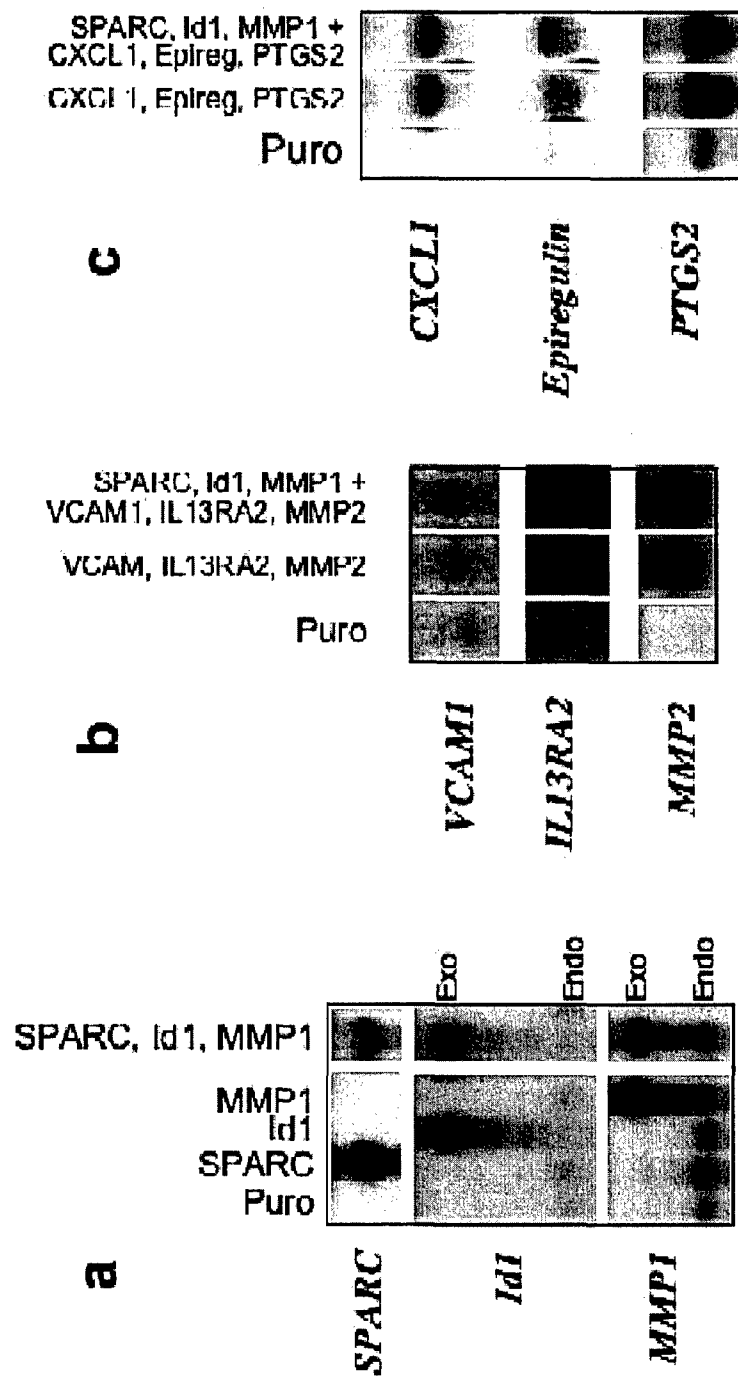 a
Puro
SPARC
Id1
MMP1
SPARC, Id1, MMP1
SPARC
Id1
MMP1
Exo
Endo
Exo
Endo
b
Puro
VCAM, IL13RA2, MMP2
SPARC, Id1, MMP1 +
VCAM1, IL13RA2, MMP2
VCAM1
IL13RA2
MMP2
c
Puro
CXCL1, Epireg, PTGS2
SPARC, Id1, MMP1 +
CXCL1, Epireg, PTGS2
CXCL1
Epiregulin
PTGS2